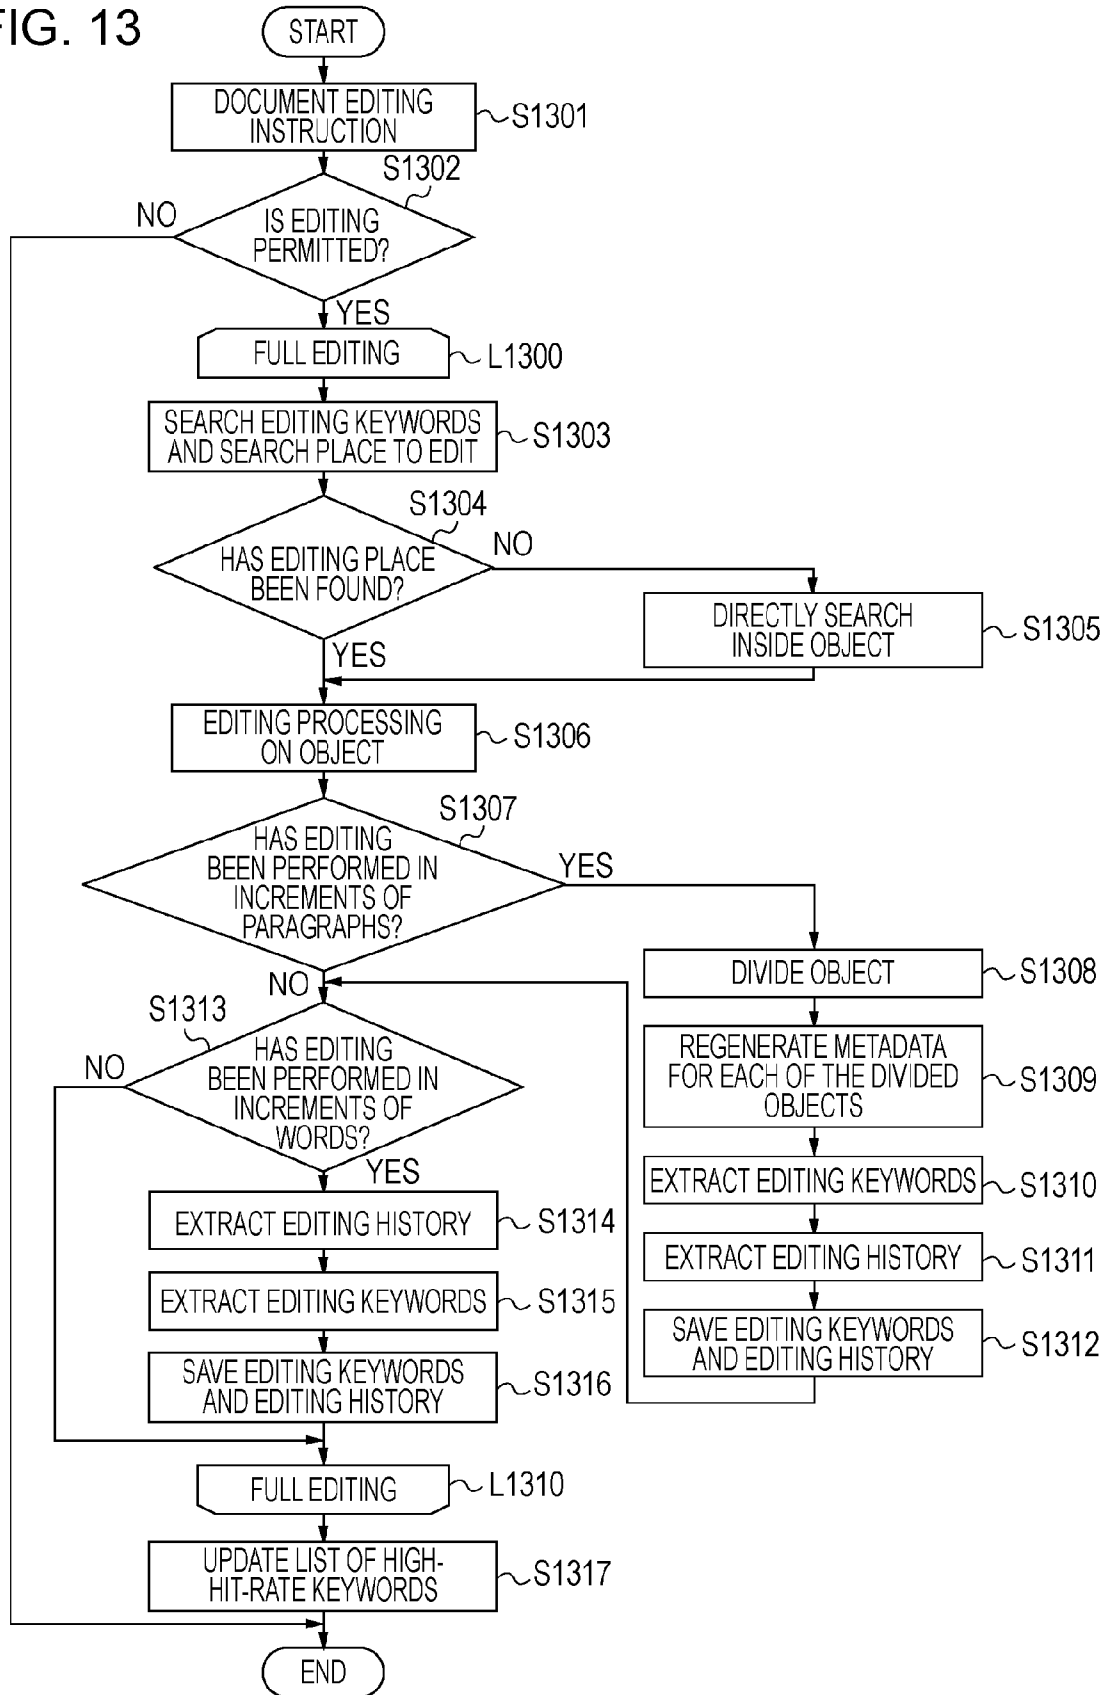 FIG. 13
START
DOCUMENT EDITING
INSTRUCTION
S1301
S1302
NO
IS EDITING
PERMITTED?
YES
FULL EDITING
L1300
SEARCH EDITING KEYWORDS
AND SEARCH PLACE TO EDIT
S1303
S1304
HAS EDITING PLACE
BEEN FOUND?
NO
DIRECTLY SEARCH
INSIDE OBJECT
S1305
YES
EDITING PROCESSING
ON OBJECT
S1306
S1307
HAS EDITING
BEEN PERFORMED IN
INCREMENTS OF
PARAGRAPHS?
YES
NO
DIVIDE OBJECT
S1308
REGENERATE METADATA
FOR EACH OF THE DIVIDED
OBJECTS
S1309
EXTRACT EDITING KEYWORDS
S1310
EXTRACT EDITING HISTORY
S1311
SAVE EDITING KEYWORDS
AND EDITING HISTORY
S1312
S1313
NO
HAS EDITING
BEEN PERFORMED IN
INCREMENTS OF
WORDS?
YES
EXTRACT EDITING HISTORY
S1314
EXTRACT EDITING KEYWORDS
S1315
SAVE EDITING KEYWORDS
AND EDITING HISTORY
S1316
FULL EDITING
L1310
UPDATE LIST OF HIGH-
HIT-RATE KEYWORDS
S1317
END